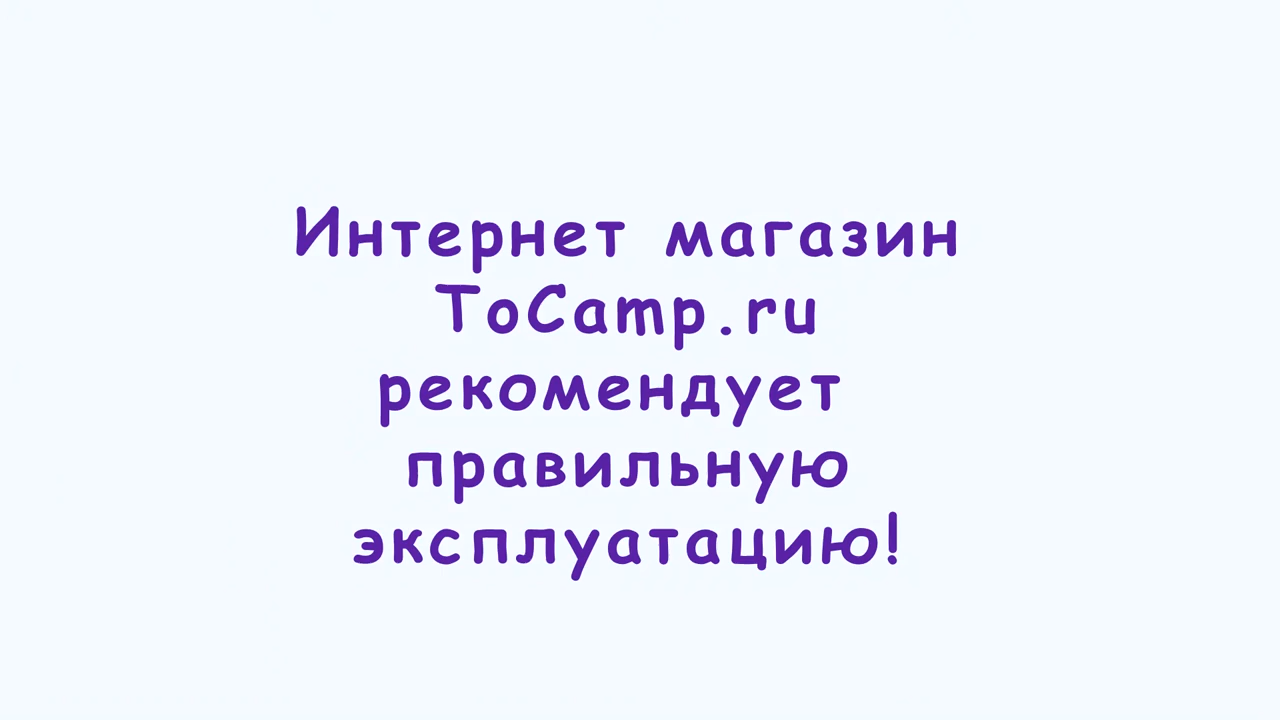 Интернет магазин
ToCamp.ru
рекомендует
правильную
эксплуатацию!